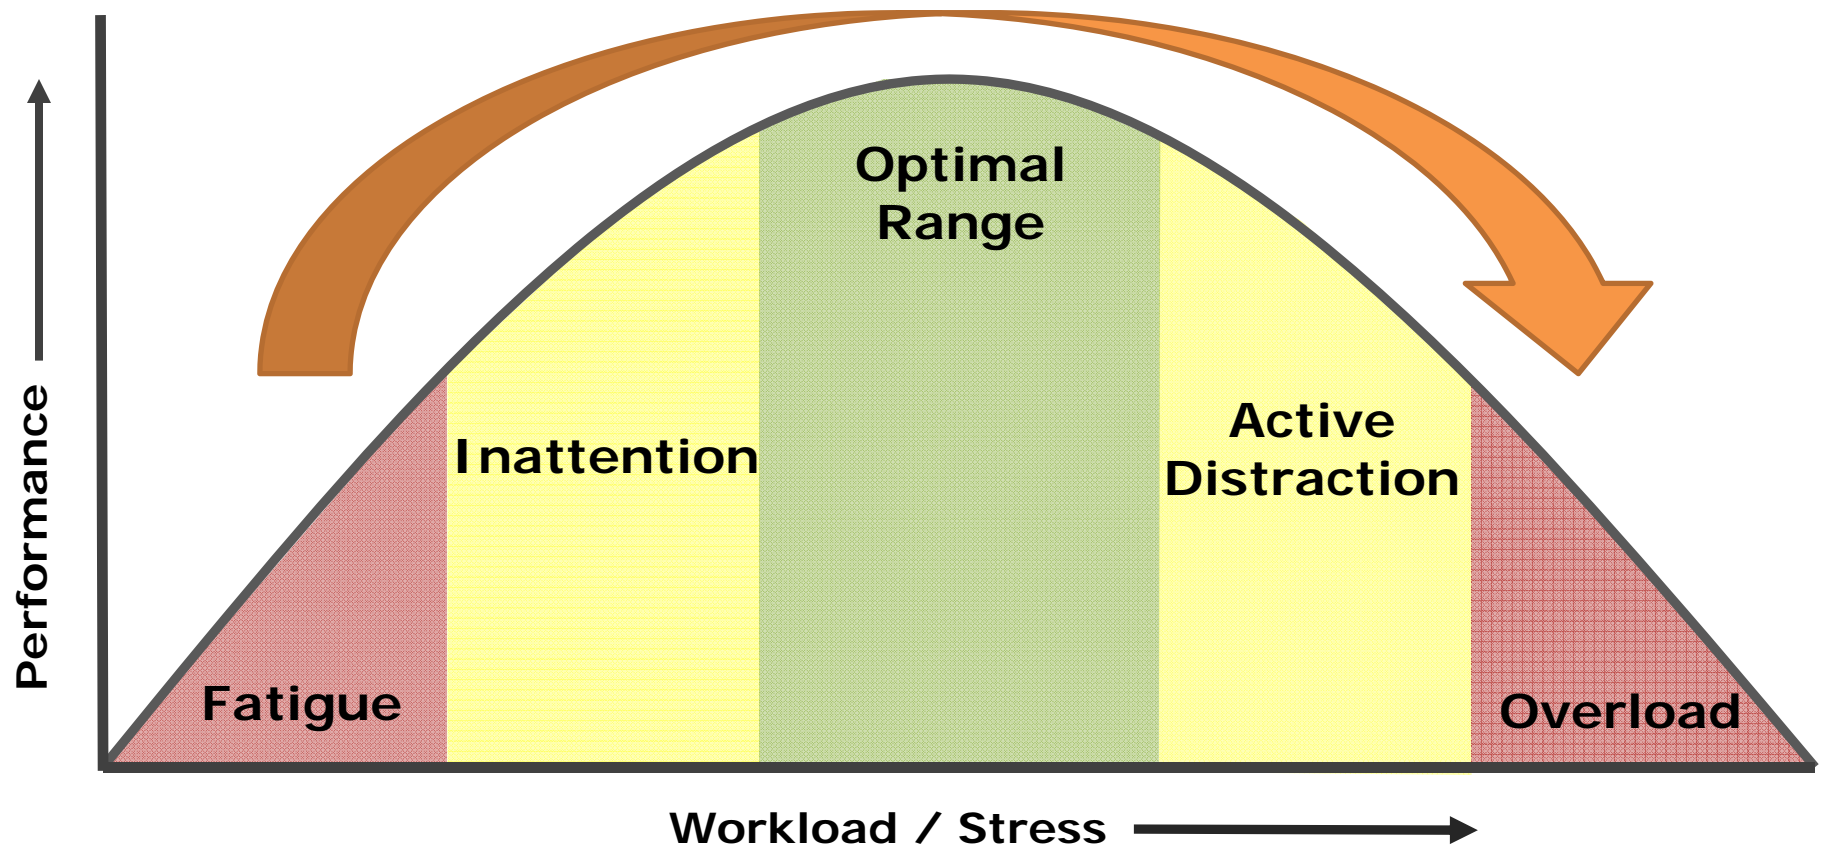 Optimal
Range
Active
Distraction
Inattention
Fatigue
Overload
Performance
Workload / Stress